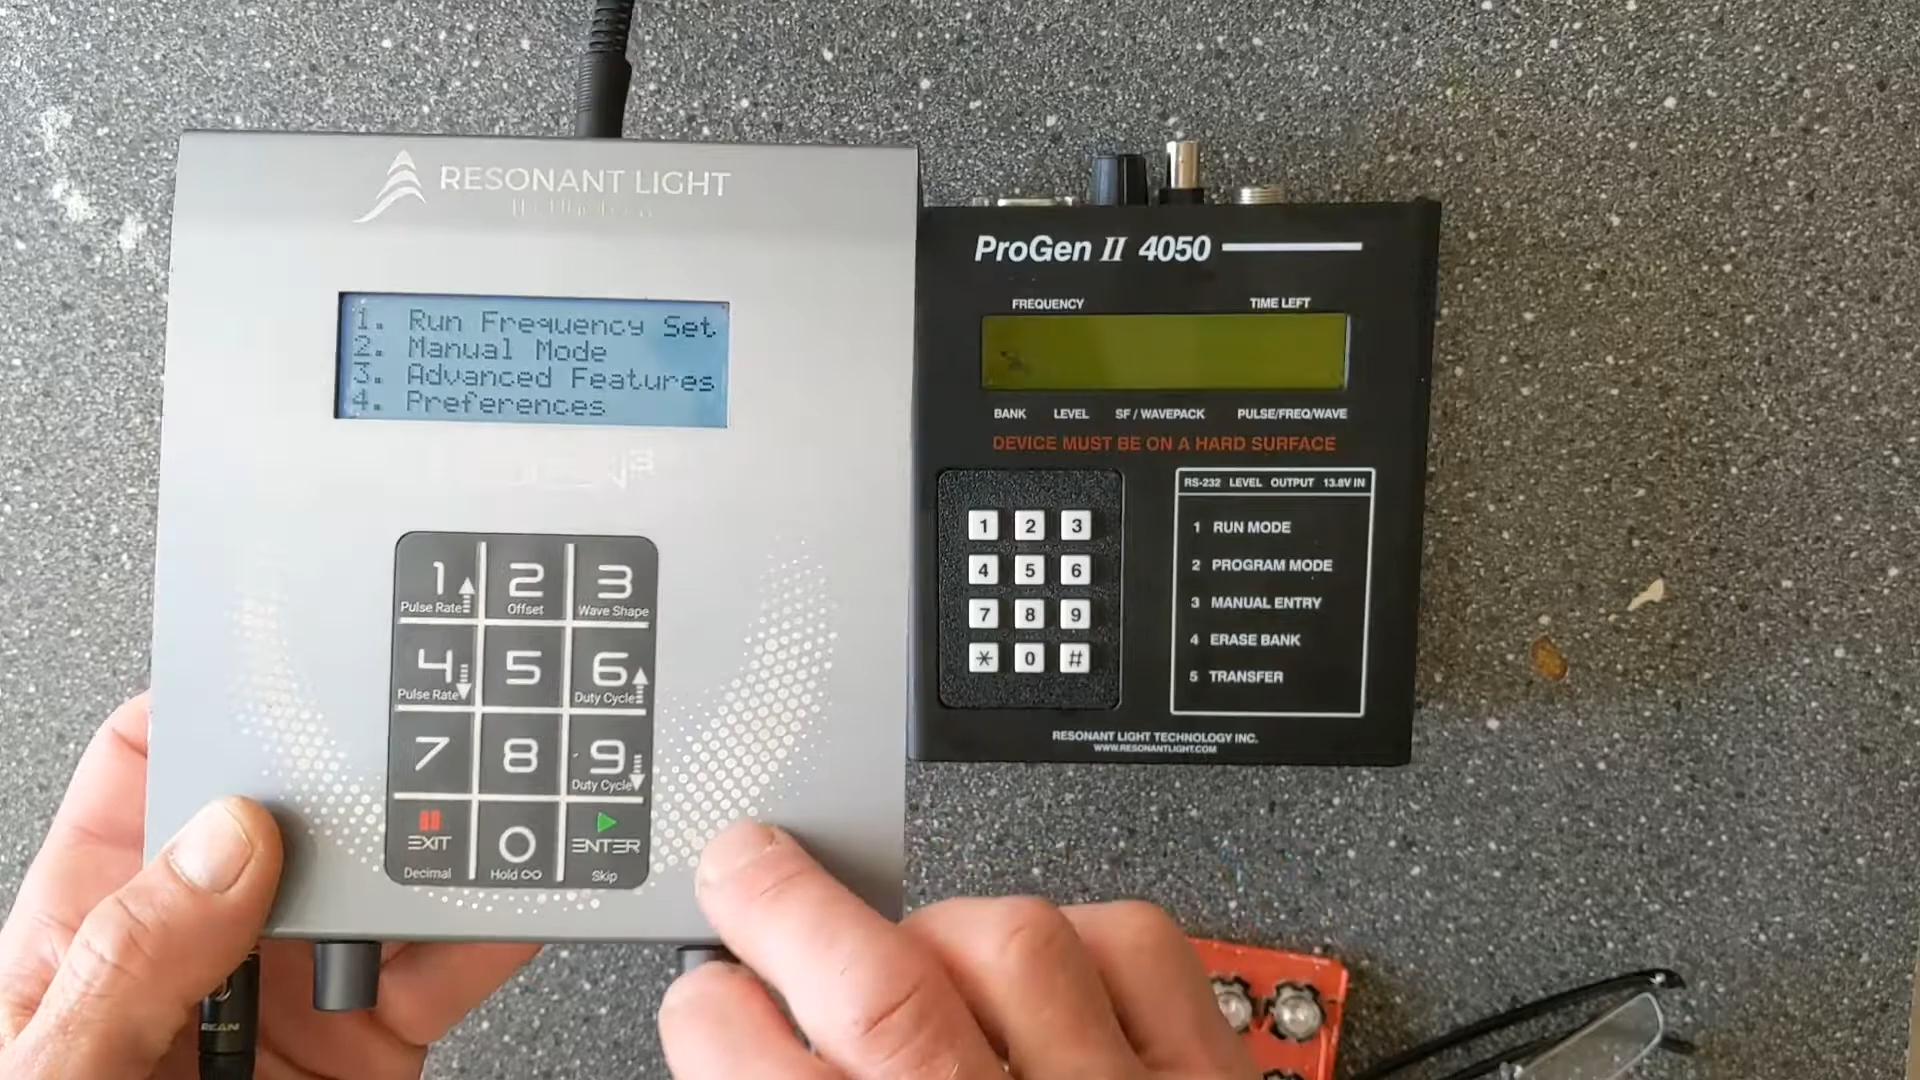 RESONANT LIGHT
1. Run Frequency Set
2. Manual Mode
3. Advanced Features
4. Preferences
1
Pulse Rate
2
Offset
3
Wave Shape
4
Pulse Rate
5
6
Duty Cycle
7
8
9
Duty Cycle
EXIT
Decimal
0
Hold ∞
ENTER
Skip
REAN
ProGen II 4050
FREQUENCY TIME LEFT
BANK LEVEL SF / WAVEPACK PULSE/FREQ/WAVE
DEVICE MUST BE ON A HARD SURFACE
1 2 3
4 5 6
7 8 9
* 0 #
RS-232 LEVEL OUTPUT 13.8V IN
1 RUN MODE
2 PROGRAM MODE
3 MANUAL ENTRY
4 ERASE BANK
5 TRANSFER
RESONANT LIGHT TECHNOLOGY INC.
WWW.RESONANTLIGHT.COM